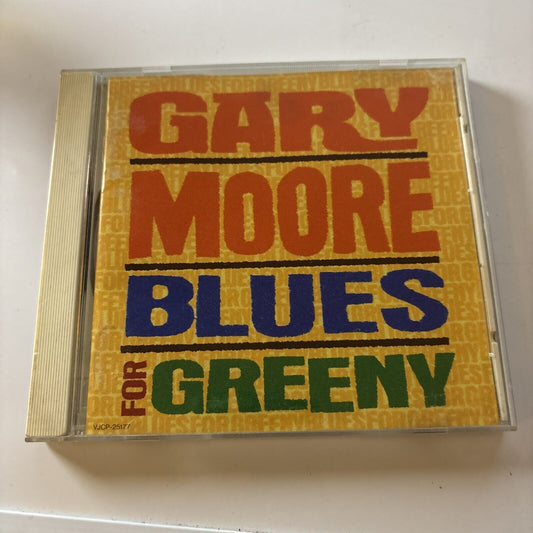 GARY
MOORE
BLUES
FOR GREENY
VJCP-25177